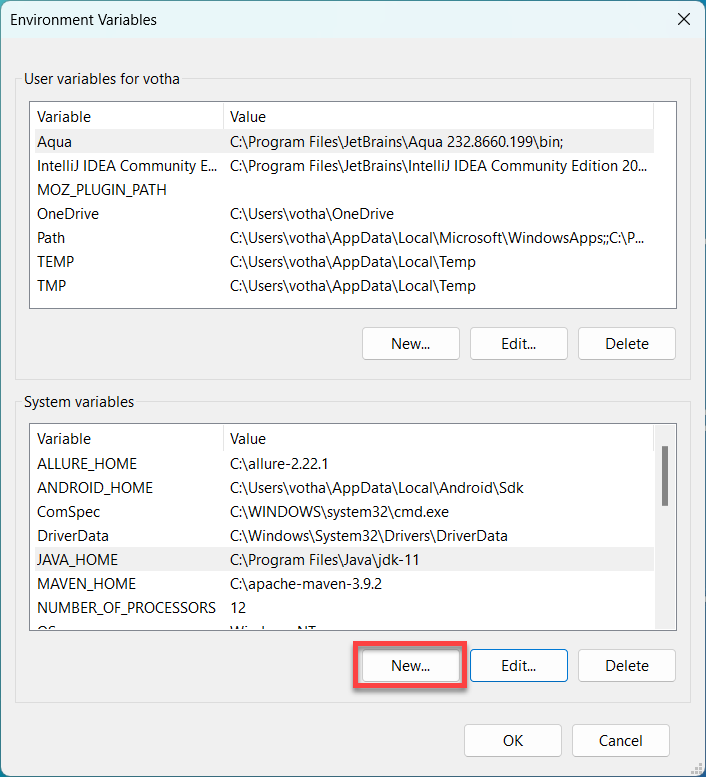 Environment Variables
User variables for votha
Variable Value
Aqua C:\Program Files\JetBrains\Aqua 232.8660.199\bin;
IntelliJ IDEA Community E... C:\Program Files\JetBrains\IntelliJ IDEA Community Edition 20...
MOZ_PLUGIN_PATH
OneDrive C:\Users\votha\OneDrive
Path C:\Users\votha\AppData\Local\Microsoft\WindowsApps;;C:\P...
TEMP C:\Users\votha\AppData\Local\Temp
TMP C:\Users\votha\AppData\Local\Temp
New... Edit... Delete
System variables
Variable Value
ALLURE_HOME C:\allure-2.22.1
ANDROID_HOME C:\Users\votha\AppData\Local\Android\Sdk
ComSpec C:\WINDOWS\system32\cmd.exe
DriverData C:\Windows\System32\Drivers\DriverData
JAVA_HOME C:\Program Files\Java\jdk-11
MAVEN_HOME C:\apache-maven-3.9.2
NUMBER_OF_PROCESSORS 12
OS Windows_NT
New... Edit... Delete
OK Cancel